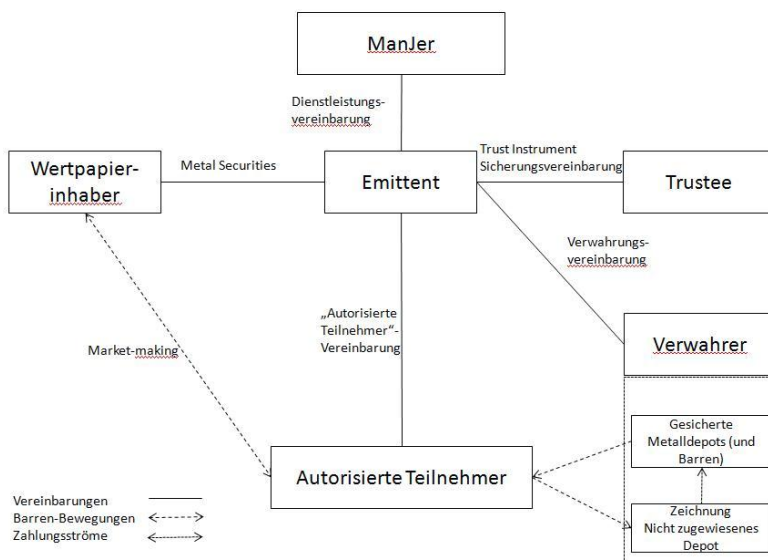 ManJer
Dienstleistungs-
vereinbarung
Wertpapier-
inhaber
Metal Securities
Emittent
Trust Instrument
Sicherungsvereinbarung
Trustee
Verwahrungs-
vereinbarung
„Autorisierte
Teilnehmer“-
Vereinbarung
Market-making
Verwahrer
Gesicherte
Metalldepots (und
Barren)
Autorisierte Teilnehmer
Zeichnung
Nicht zugewiesenes
Depot
Vereinbarungen
Barren-Bewegungen
Zahlungsströme